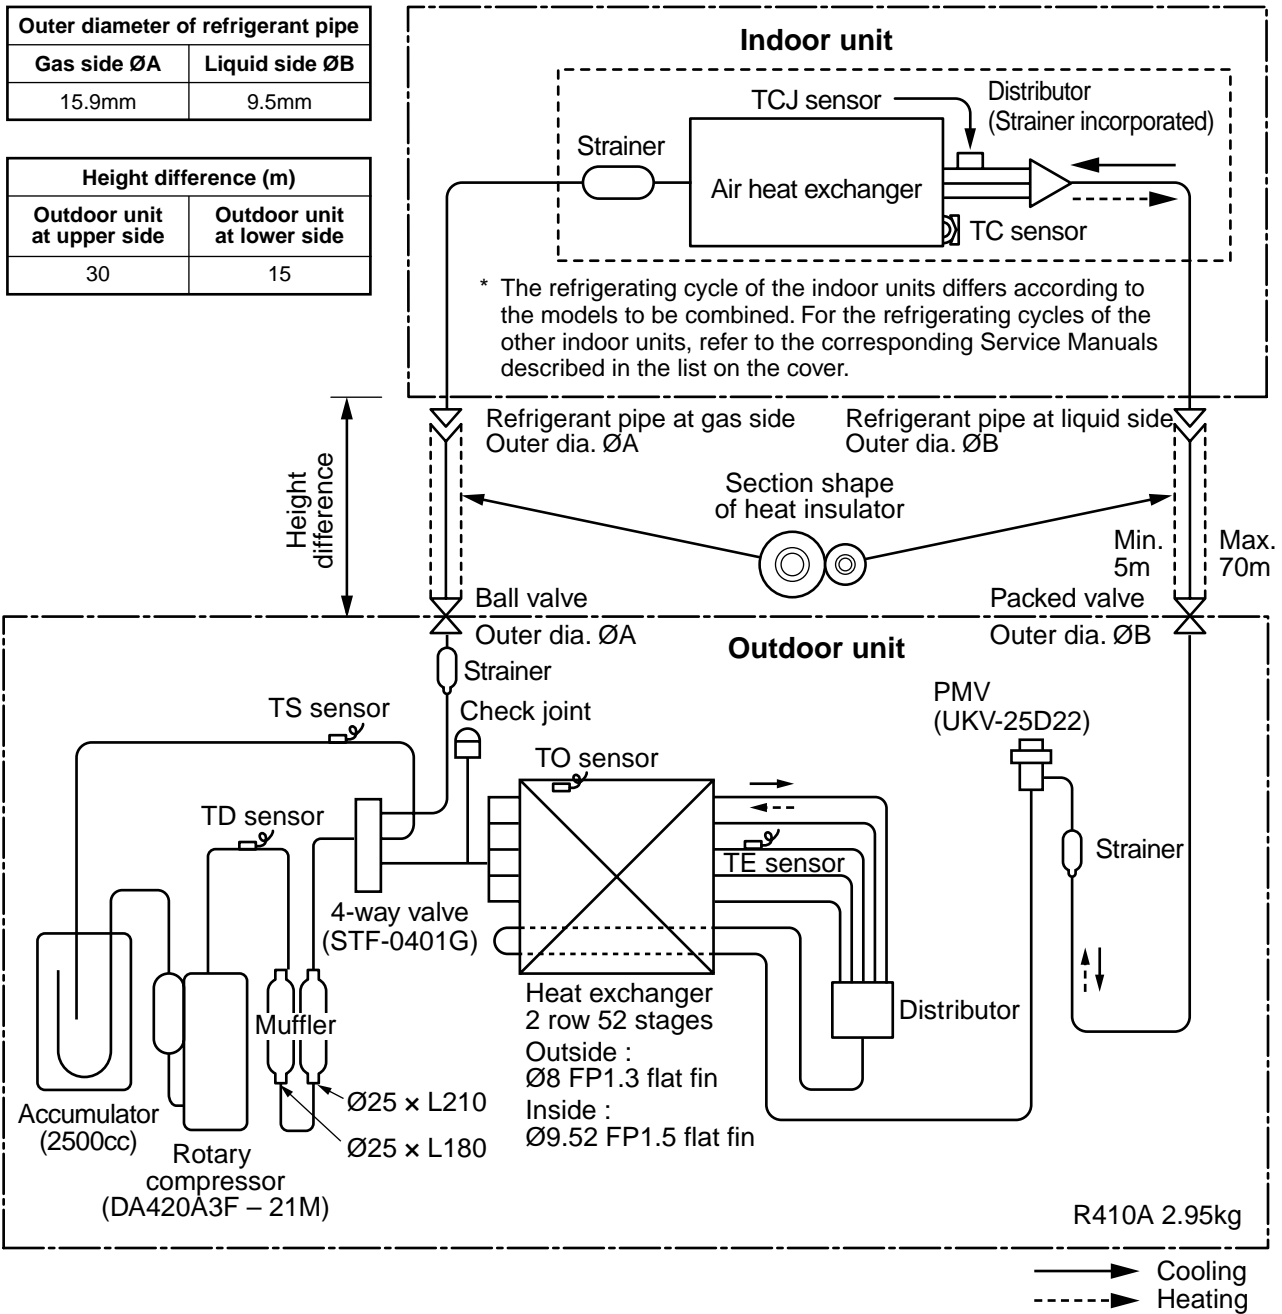 Outer diameter of refrigerant pipe
Gas side ØA
Liquid side ØB
15.9mm
9.5mm
Height difference (m)
Outdoor unit
at upper side
Outdoor unit
at lower side
30
15
Indoor unit
TCJ sensor
Distributor
(Strainer incorporated)
Strainer
Air heat exchanger
TC sensor
* The refrigerating cycle of the indoor units differs according to
the models to be combined. For the refrigerating cycles of the
other indoor units, refer to the corresponding Service Manuals
described in the list on the cover.
Refrigerant pipe at gas side
Outer dia. ØA
Refrigerant pipe at liquid side
Outer dia. ØB
Height
difference
Section shape
of heat insulator
Min.
5m
Max.
70m
Ball valve
Outer dia. ØA
Packed valve
Outer dia. ØB
Outdoor unit
Strainer
TS sensor
Check joint
PMV
(UKV-25D22)
TO sensor
TD sensor
TE sensor
Strainer
4-way valve
(STF-0401G)
Heat exchanger
2 row 52 stages
Outside :
Ø8 FP1.3 flat fin
Inside :
Ø9.52 FP1.5 flat fin
Distributor
Muffler
Ø25 × L210
Ø25 × L180
Accumulator
(2500cc)
Rotary
compressor
(DA420A3F – 21M)
R410A 2.95kg
Cooling
Heating